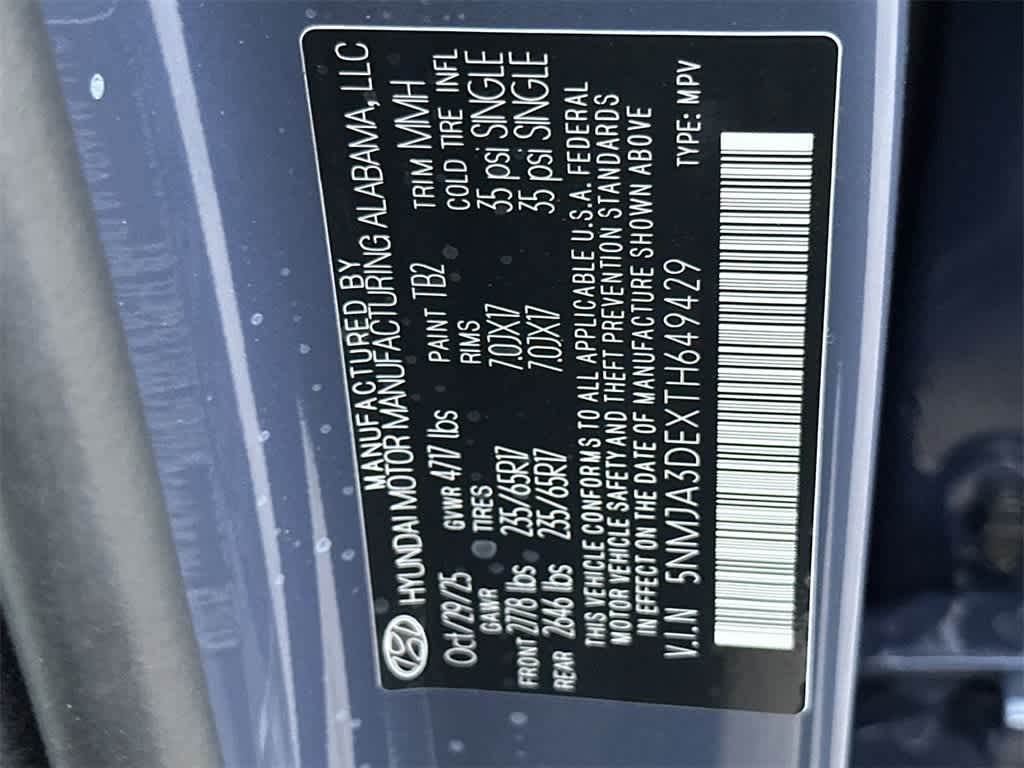 MANUFACTURED BY
HYUNDAI MOTOR MANUFACTURING ALABAMA, LLC
Oct/29/25 GVWR 4717 lbs PAINT TB2 TRIM MMH
GAWR TIRES RIMS COLD TIRE INFL
FRONT 2778 lbs 235/65R17 7.0JX17 35 psi SINGLE
REAR 2646 lbs 235/65R17 7.0JX17 35 psi SINGLE
THIS VEHICLE CONFORMS TO ALL APPLICABLE U.S.A. FEDERAL
MOTOR VEHICLE SAFETY AND THEFT PREVENTION STANDARDS
IN EFFECT ON THE DATE OF MANUFACTURE SHOWN ABOVE
V.I.N 5NMJA3DEXTH649429 TYPE: MPV